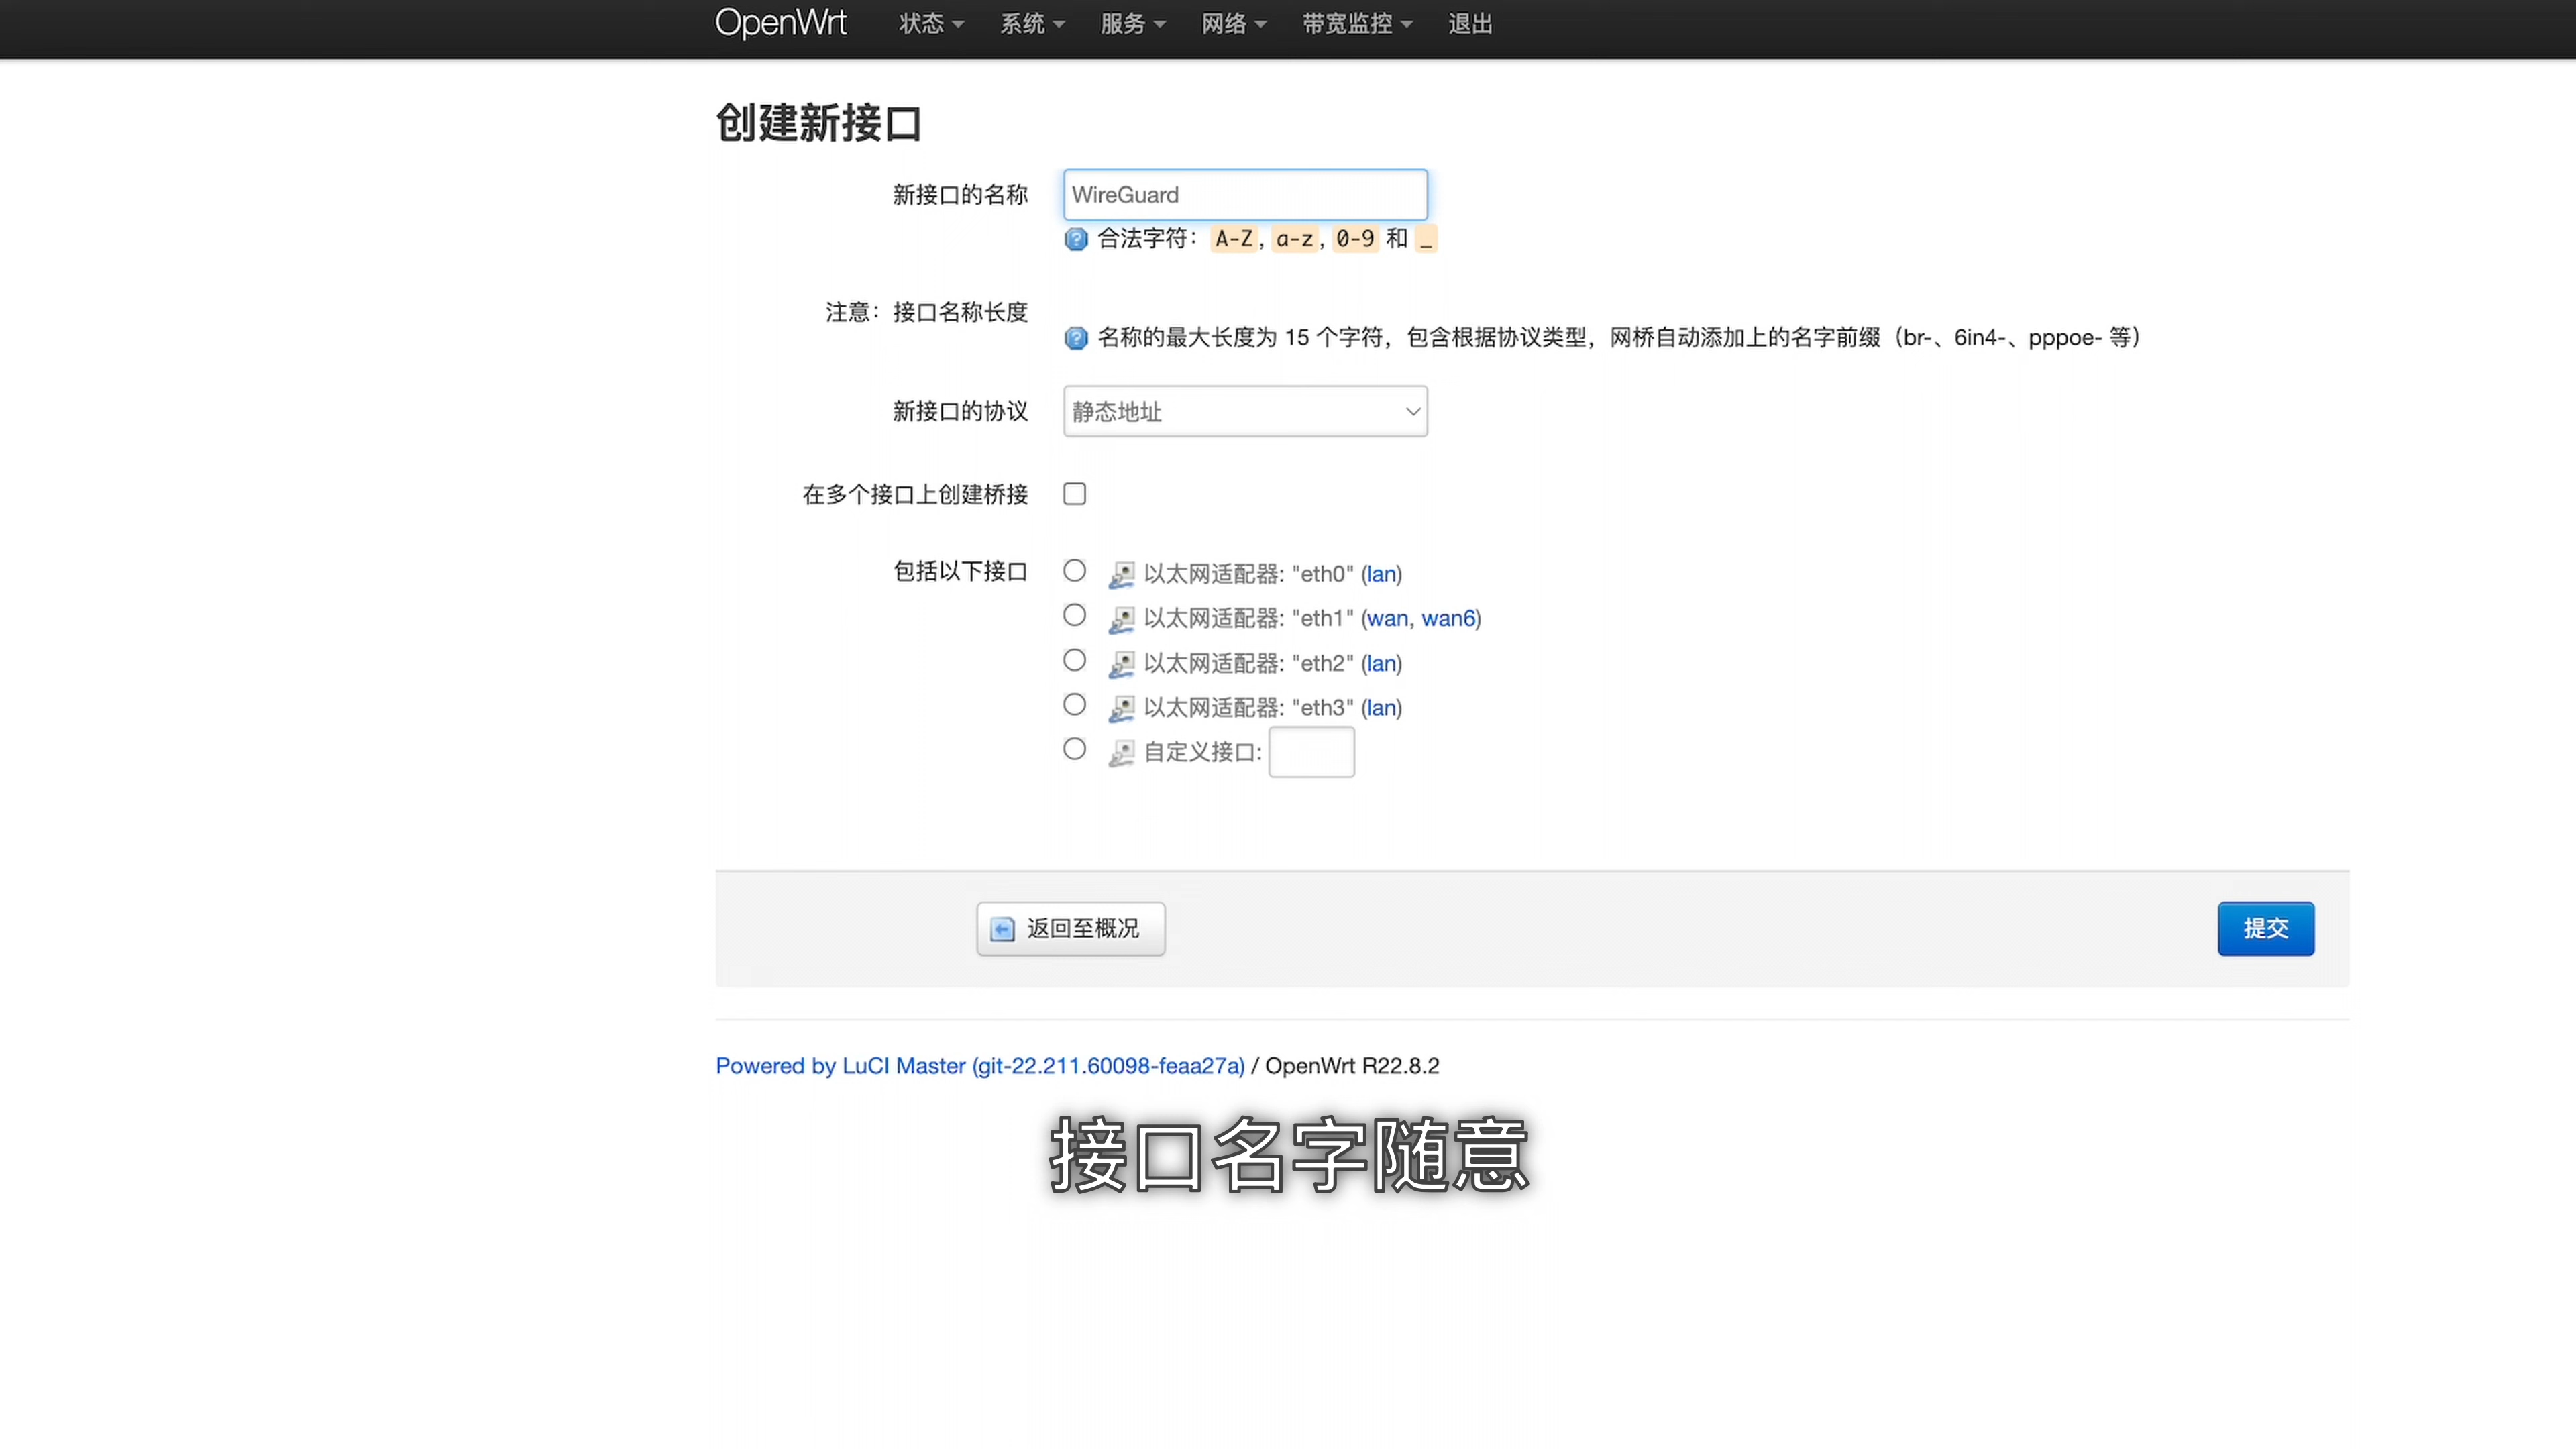 OpenWrt 状态 系统 服务 网络 带宽监控 退出
创建新接口
新接口的名称 WireGuard
合法字符： A-Z, a-z, 0-9 和 _
注意：接口名称长度
名称的最大长度为 15 个字符，包含根据协议类型，网桥自动添加上的名字前缀（br-、6in4-、pppoe- 等）
新接口的协议 静态地址
在多个接口上创建桥接
包括以下接口 以太网适配器: "eth0" (lan)
以太网适配器: "eth1" (wan, wan6)
以太网适配器: "eth2" (lan)
以太网适配器: "eth3" (lan)
自定义接口:
返回至概况 提交
Powered by LuCI Master (git-22.211.60098-feaa27a) / OpenWrt R22.8.2
接口名字随意